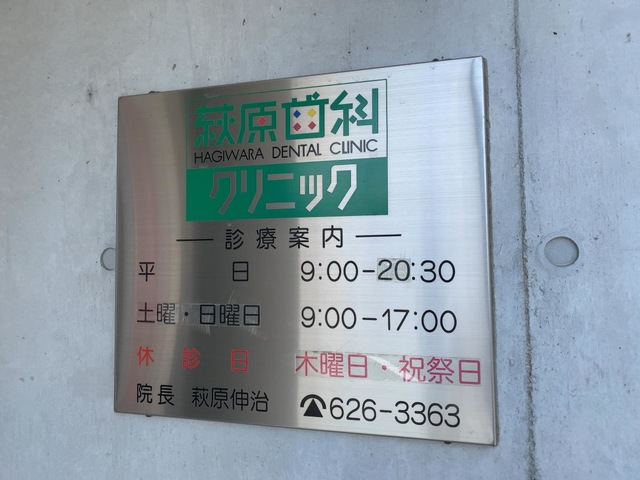 萩原歯科
HAGIWARA DENTAL CLINIC
クリニック
診療案内
平日 9:00-20:30
土曜・日曜日 9:00-17:00
休診日 木曜日・祝祭日
院長 萩原伸治 ☎626-3363